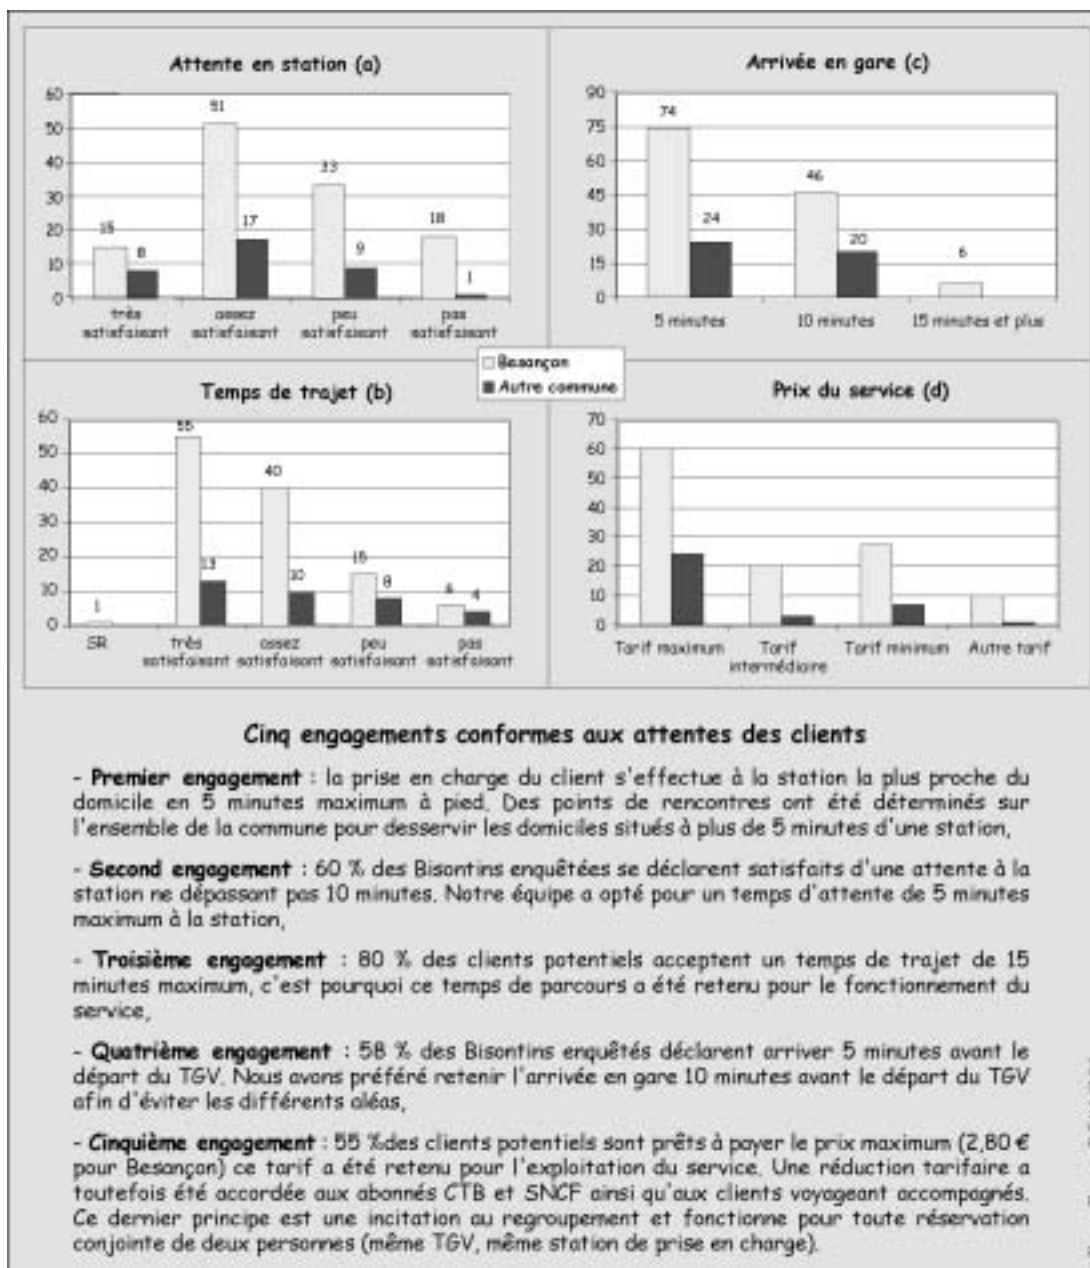 Attente en station (a)
60
50
40
30
20
10
0
15
8
51
17
33
9
18
1
très satisfaisant
assez satisfaisant
peu satisfaisant
pas satisfaisant
Arrivée en gare (c)
90
75
60
45
30
15
0
74
24
46
20
6
5 minutes
10 minutes
15 minutes et plus
Besançon
Autre commune
Temps de trajet (b)
60
50
40
30
20
10
0
1
55
13
40
10
15
8
6
4
SR
très satisfaisant
assez satisfaisant
peu satisfaisant
pas satisfaisant
Prix du service (d)
70
60
50
40
30
20
10
0
Tarif maximum
Tarif intermédiaire
Tarif minimum
Autre tarif
Cinq engagements conformes aux attentes des clients
- Premier engagement : la prise en charge du client s'effectue à la station la plus proche du
domicile en 5 minutes maximum à pied. Des points de rencontres ont été déterminés sur
l'ensemble de la commune pour desservir les domiciles situés à plus de 5 minutes d'une station,
- Second engagement : 60 % des Bisontins enquêtées se déclarent satisfaits d'une attente à la
station ne dépassant pas 10 minutes. Notre équipe a opté pour un temps d'attente de 5 minutes
maximum à la station,
- Troisième engagement : 80 % des clients potentiels acceptent un temps de trajet de 15
minutes maximum, c'est pourquoi ce temps de parcours a été retenu pour le fonctionnement du
service,
- Quatrième engagement : 58 % des Bisontins enquêtés déclarent arriver 5 minutes avant le
départ du TGV. Nous avons préféré retenir l'arrivée en gare 10 minutes avant le départ du TGV
afin d'éviter les différents aléas,
- Cinquième engagement : 55 %des clients potentiels sont prêts à payer le prix maximum (2,80 €
pour Besançon) ce tarif a été retenu pour l'exploitation du service. Une réduction tarifaire a
toutefois été accordée aux abonnés CTB et SNCF ainsi qu'aux clients voyageant accompagnés.
Ce dernier principe est une incitation au regroupement et fonctionne pour toute réservation
conjointe de deux personnes (même TGV, même station de prise en charge).